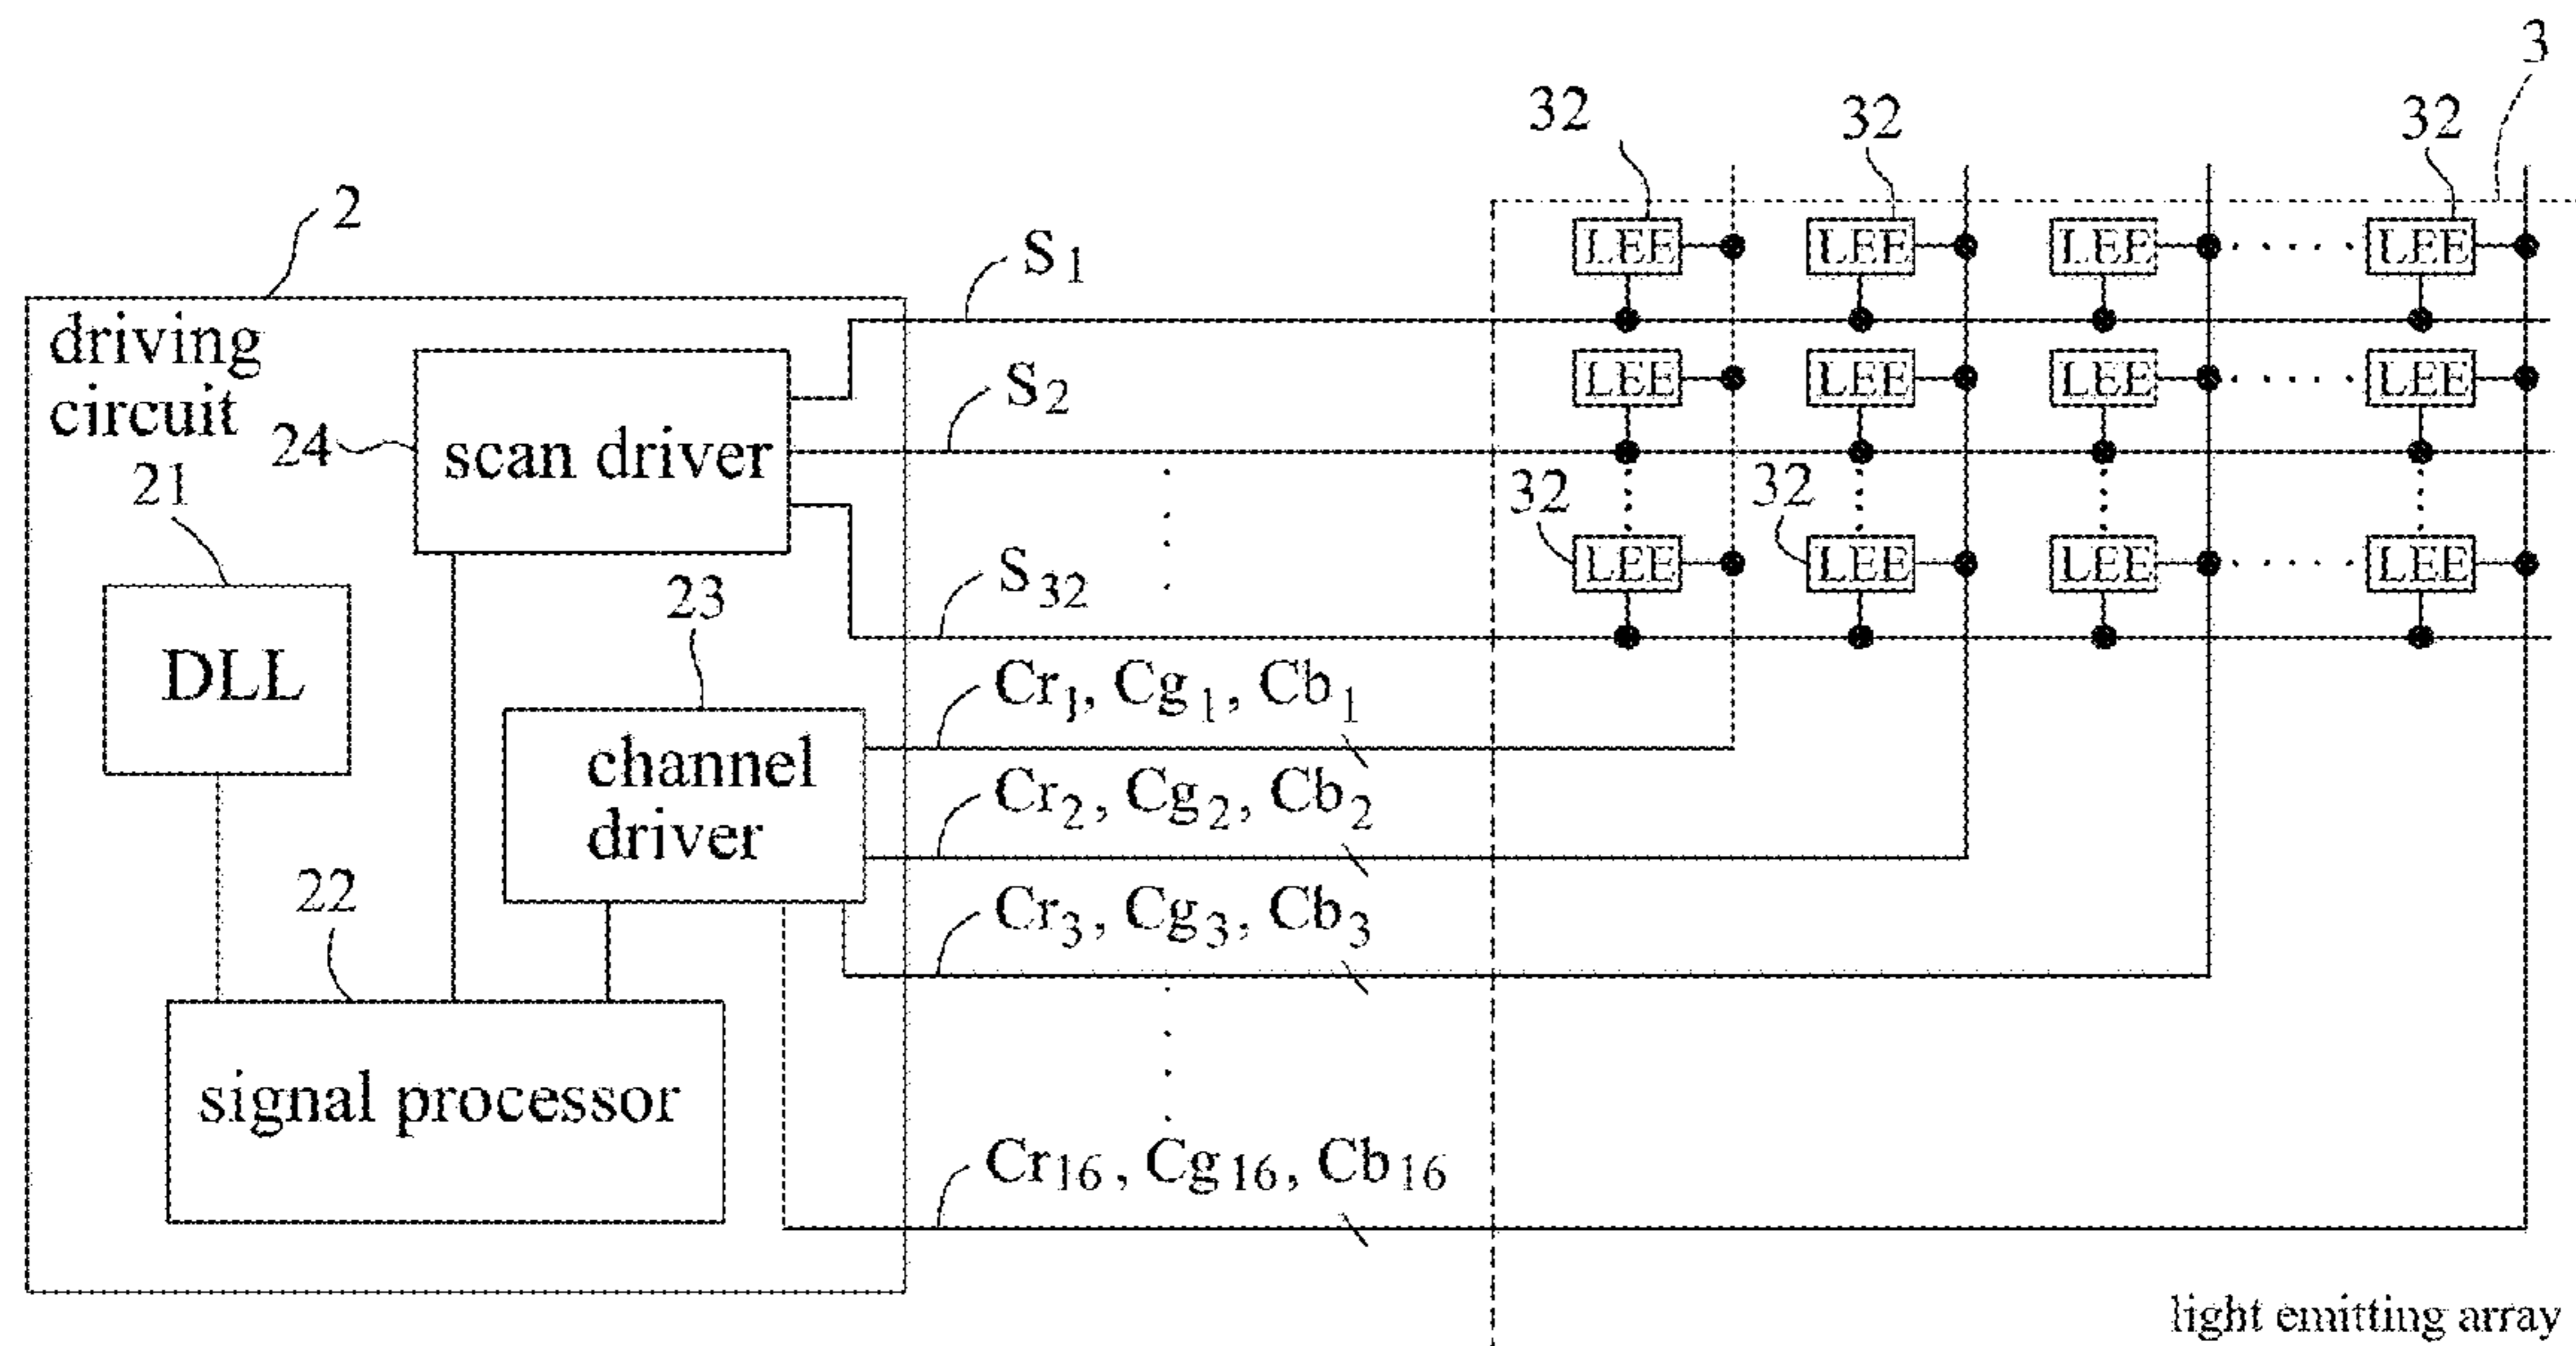 3
32 32 32
2
S1
LEE LEE LEE LEE
driving
circuit
S2
LEE LEE LEE LEE
24
scan driver
21
32 32
S32
LEE LEE LEE LEE
23
DLL
Cr1, Cg1, Cb1
channel
driver
Cr2, Cg2, Cb2
22
Cr3, Cg3, Cb3
signal processor
Cr16, Cg16, Cb16
light emitting array